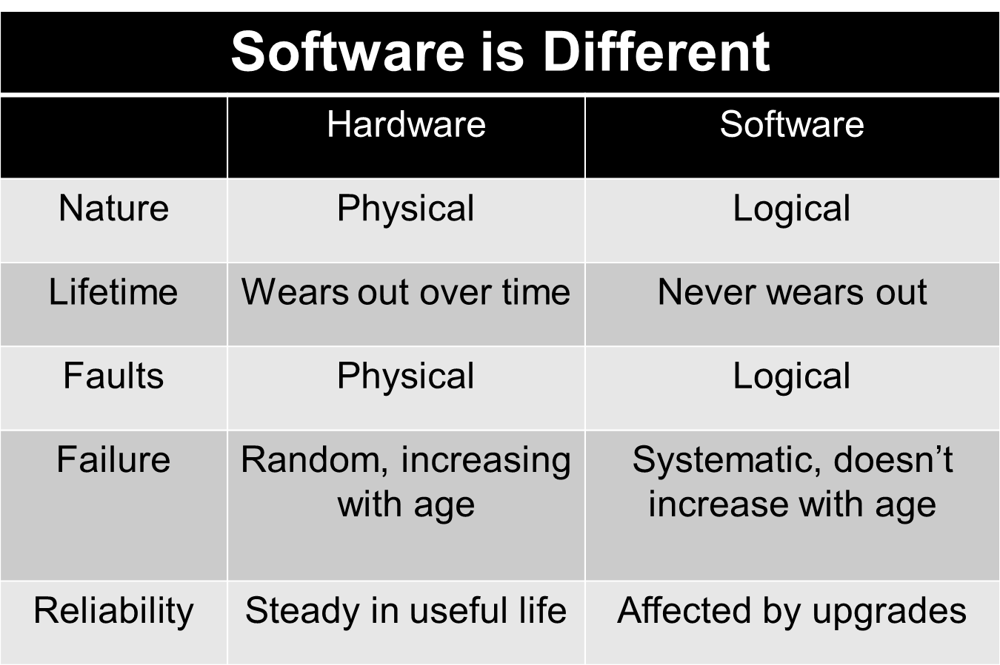 Software is Different
Hardware Software
Nature Physical Logical
Lifetime Wears out over time Never wears out
Faults Physical Logical
Failure Random, increasing Systematic, doesn’t
with age increase with age
Reliability Steady in useful life Affected by upgrades